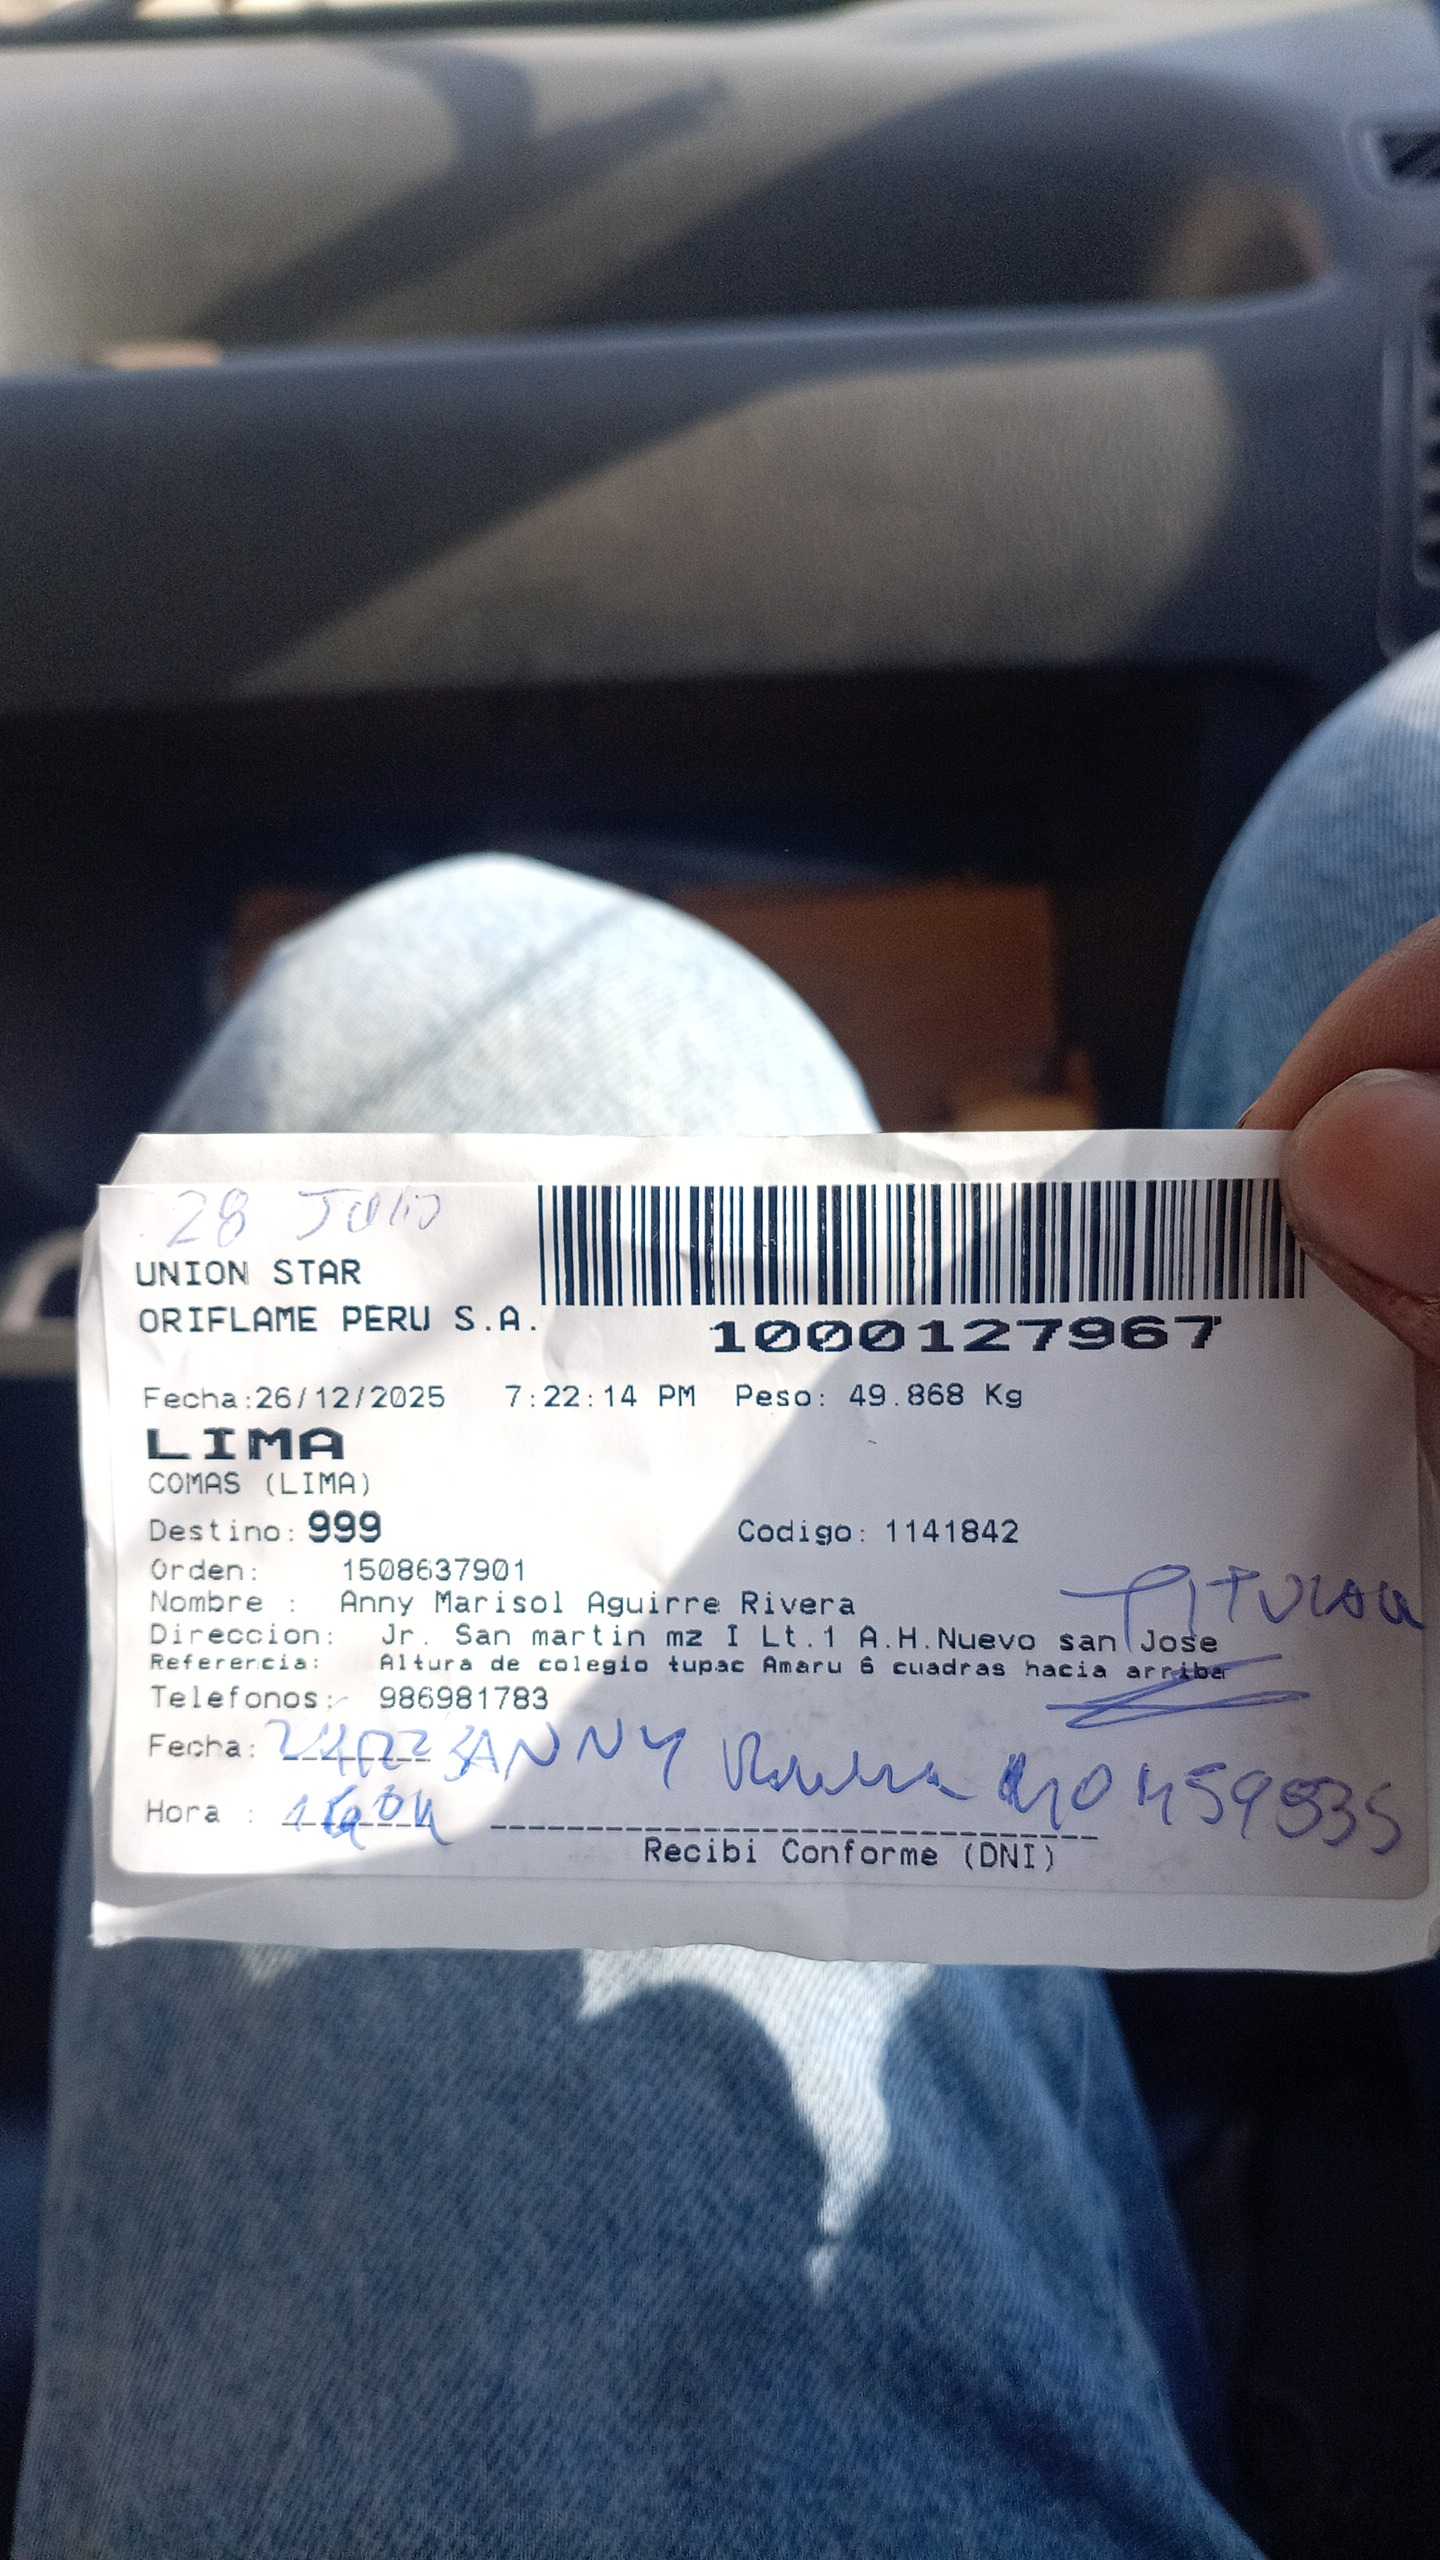 28 Julio
UNION STAR
ORIFLAME PERU S.A.
1000127967
Fecha:26/12/2025 7:22:14 PM Peso: 49.868 Kg
LIMA
COMAS (LIMA)
Destino: 999 Codigo: 1141842
Orden: 1508637901
Nombre : Anny Marisol Aguirre Rivera
TITULAR
Direccion: Jr. San martin mz I Lt.1 A.H.Nuevo san Jose
Referencia: Altura de colegio tupac Amaru 6 cuadras hacia arriba
Telefonos: 986981783
Fecha: ANNY
Hora :
Recibi Conforme (DNI)